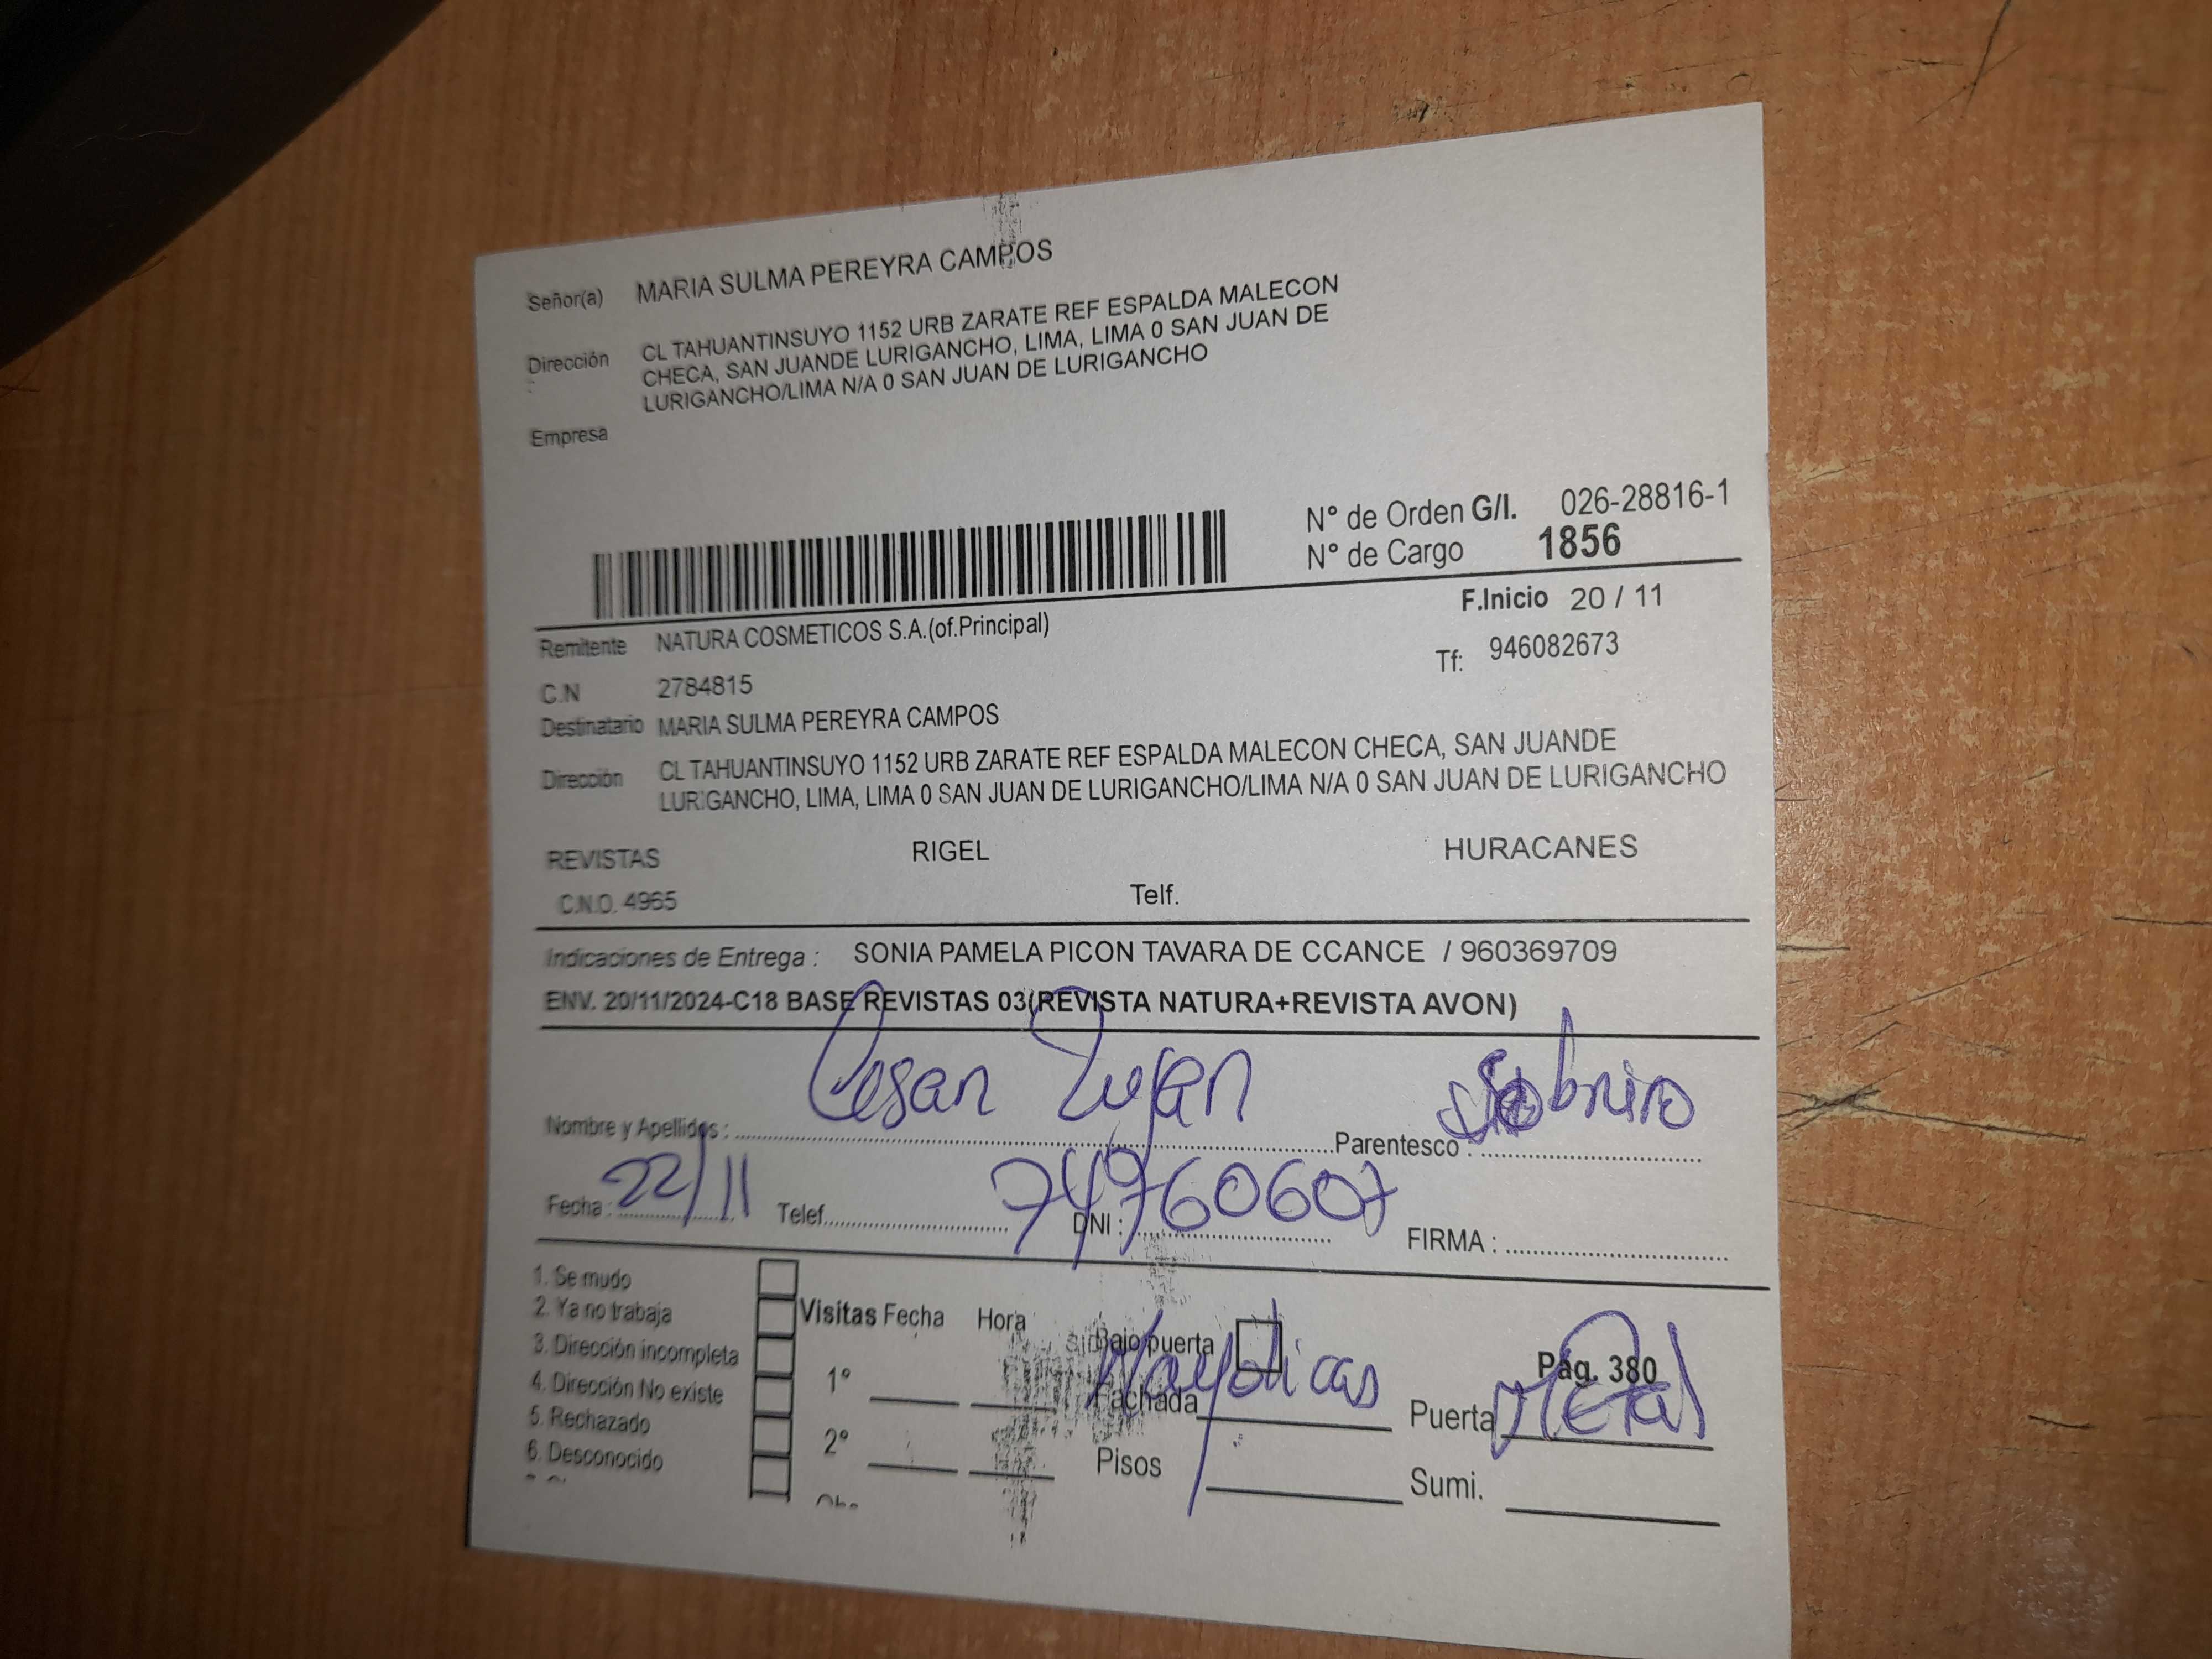 Señor(a) MARIA SULMA PEREYRA CAMPOS
Dirección : CL TAHUANTINSUYO 1152 URB ZARATE REF ESPALDA MALECON
CHECA, SAN JUANDE LURIGANCHO, LIMA, LIMA 0 SAN JUAN DE
LURIGANCHO/LIMA N/A 0 SAN JUAN DE LURIGANCHO
Empresa
N° de Orden G/I. 026-28816-1
N° de Cargo 1856
F.Inicio 20 / 11
Remitente NATURA COSMETICOS S.A.(of.Principal)
Tf: 946082673
C.N 2784815
Destinatario MARIA SULMA PEREYRA CAMPOS
Dirección CL TAHUANTINSUYO 1152 URB ZARATE REF ESPALDA MALECON CHECA, SAN JUANDE
LURIGANCHO, LIMA, LIMA 0 SAN JUAN DE LURIGANCHO/LIMA N/A 0 SAN JUAN DE LURIGANCHO
REVISTAS RIGEL HURACANES
C.N.O. 4965 Telf.
Indicaciones de Entrega : SONIA PAMELA PICON TAVARA DE CCANCE / 960369709
ENV. 20/11/2024-C18 BASE REVISTAS 03(REVISTA NATURA+REVISTA AVON)
Nombre y Apellidos : Cesar Lujan Parentesco : Sobrino
Fecha : 22/11 Telef. DNI : 74760607 FIRMA :
1. Se mudo
2. Ya no trabaja
3. Dirección incompleta
4. Dirección No existe
5. Rechazado
6. Desconocido
Visitas Fecha Hora
1°
2°
Bajo puerta
Fachada Mayolicas
Pisos
Pág. 380
Puerta Metal
Sumi.